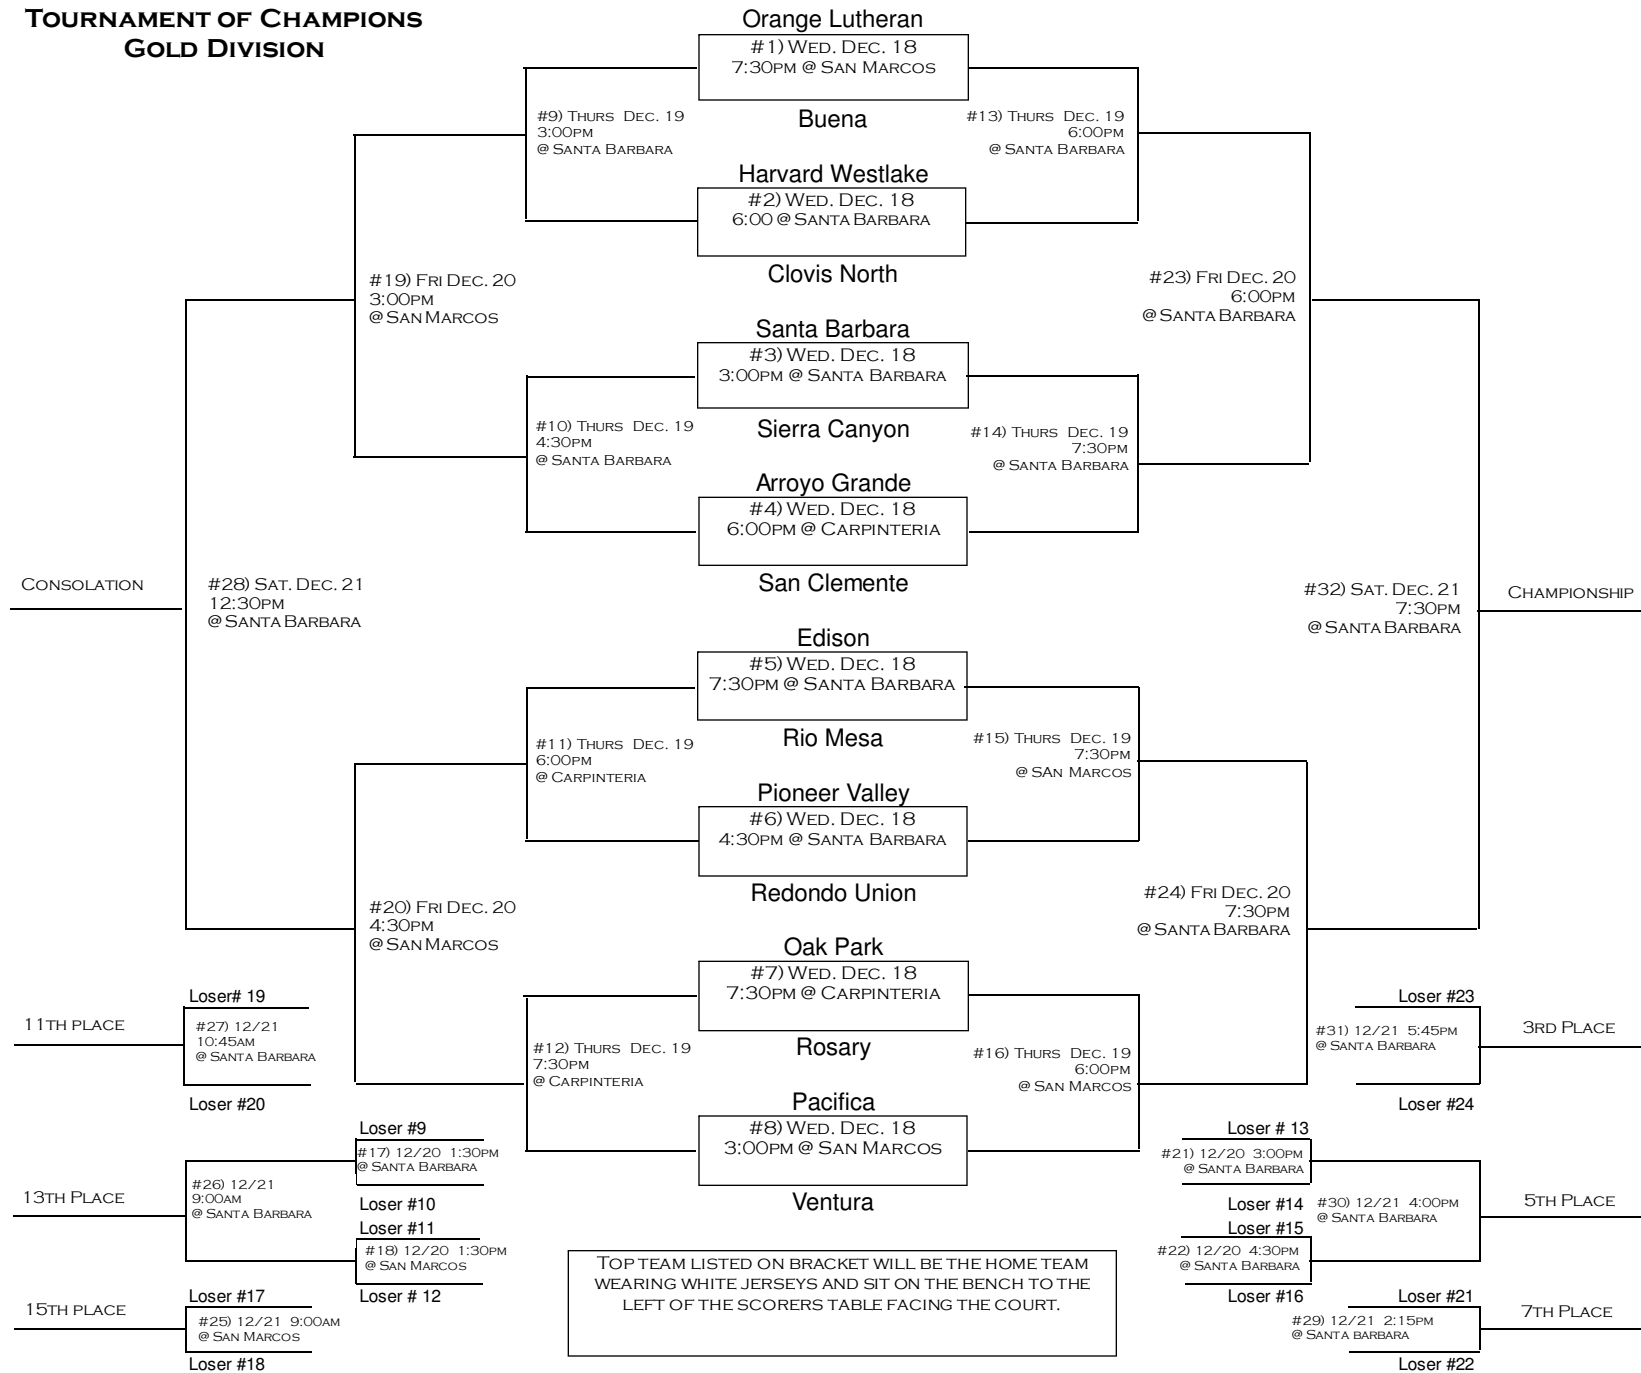 Tournament of Champions
Gold Division
Orange Lutheran
#1) Wed. Dec. 18
7:30pm @ San Marcos
Buena
#9) Thurs Dec. 19
3:00pm
@ Santa Barbara
#13) Thurs Dec. 19
6:00pm
@ Santa Barbara
Harvard Westlake
#2) Wed. Dec. 18
6:00 @ Santa Barbara
Clovis North
#19) Fri Dec. 20
3:00pm
@ San Marcos
#23) Fri Dec. 20
6:00pm
@ Santa Barbara
Santa Barbara
#3) Wed. Dec. 18
3:00pm @ Santa Barbara
Sierra Canyon
#10) Thurs Dec. 19
4:30pm
@ Santa Barbara
#14) Thurs Dec. 19
7:30pm
@ Santa Barbara
Arroyo Grande
#4) Wed. Dec. 18
6:00pm @ Carpinteria
San Clemente
Consolation
#28) Sat. Dec. 21
12:30pm
@ Santa Barbara
#32) Sat. Dec. 21
7:30pm
@ Santa Barbara
Championship
Edison
#5) Wed. Dec. 18
7:30pm @ Santa Barbara
Rio Mesa
#11) Thurs Dec. 19
6:00pm
@ Carpinteria
#15) Thurs Dec. 19
7:30pm
@ SAn Marcos
Pioneer Valley
#6) Wed. Dec. 18
4:30pm @ Santa Barbara
Redondo Union
#20) Fri Dec. 20
4:30pm
@ San Marcos
#24) Fri Dec. 20
7:30pm
@ Santa Barbara
Oak Park
#7) Wed. Dec. 18
7:30pm @ Carpinteria
Rosary
#12) Thurs Dec. 19
7:30pm
@ Carpinteria
#16) Thurs Dec. 19
6:00pm
@ San Marcos
Pacifica
#8) Wed. Dec. 18
3:00pm @ San Marcos
Ventura
Loser# 19
11th place
#27) 12/21
10:45am
@ Santa Barbara
Loser #20
Loser #23
#31) 12/21 5:45pm
@ Santa Barbara
3rd Place
Loser #24
Loser #9
#17) 12/20 1:30pm
@ Santa Barbara
Loser #10
13th Place
#26) 12/21
9:00am
@ Santa Barbara
Loser #11
#18) 12/20 1:30pm
@ San Marcos
Loser # 12
Loser # 13
#21) 12/20 3:00pm
@ Santa Barbara
Loser #14
#30) 12/21 4:00pm
@ Santa Barbara
5th Place
Loser #15
#22) 12/20 4:30pm
@ Santa Barbara
Loser #16
Loser #17
15th place
#25) 12/21 9:00am
@ San Marcos
Loser #18
Loser #21
#29) 12/21 2:15pm
@ Santa barbara
7th Place
Loser #22
Top team listed on bracket will be the home team
wearing white jerseys and sit on the bench to the
left of the scorers table facing the court.